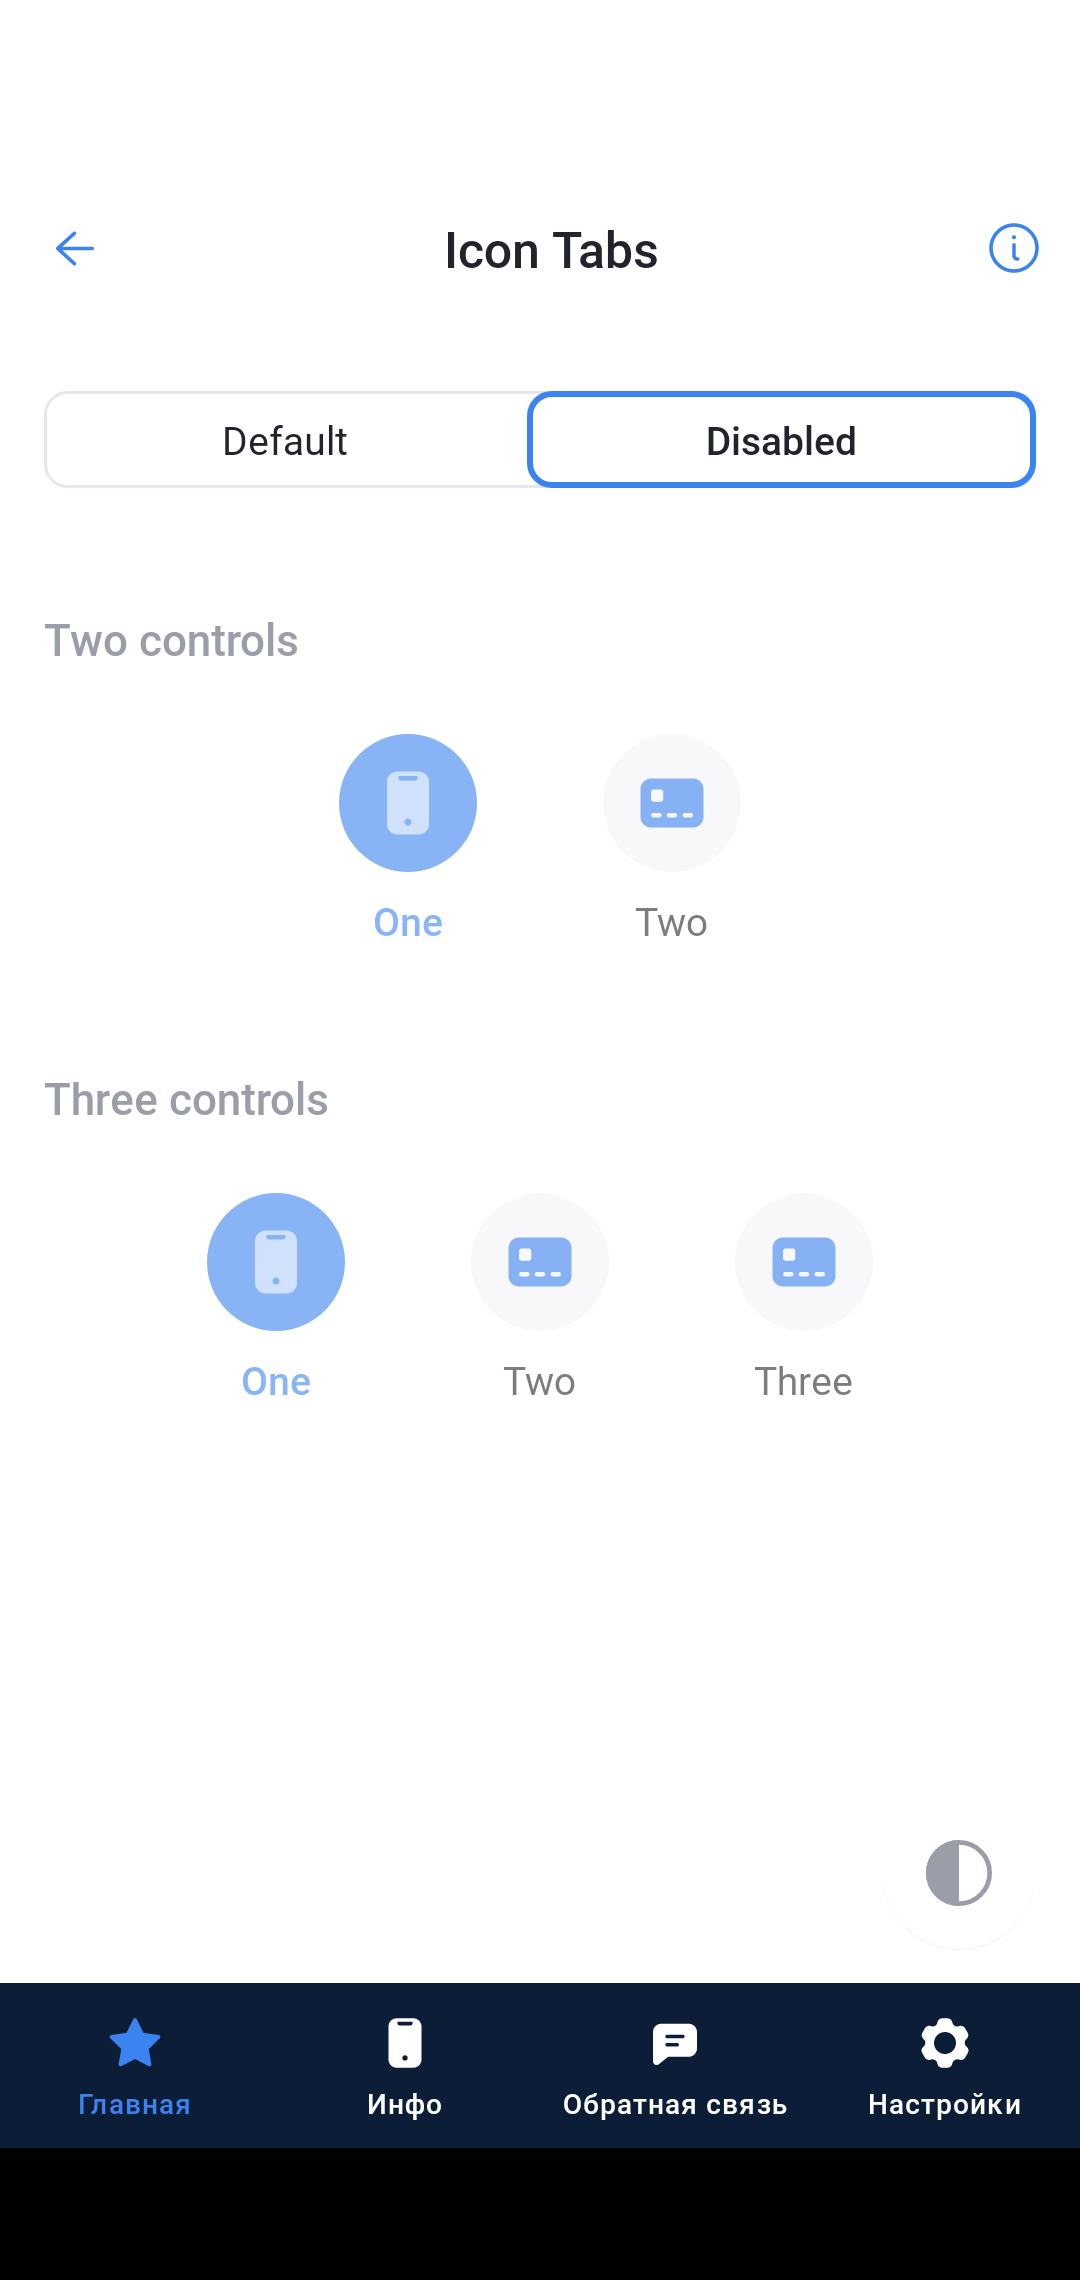 Icon Tabs
Default
Disabled
Two controls
One
Two
Three controls
One
Two
Three
Главная
Инфо
Обратная связь
Настройки